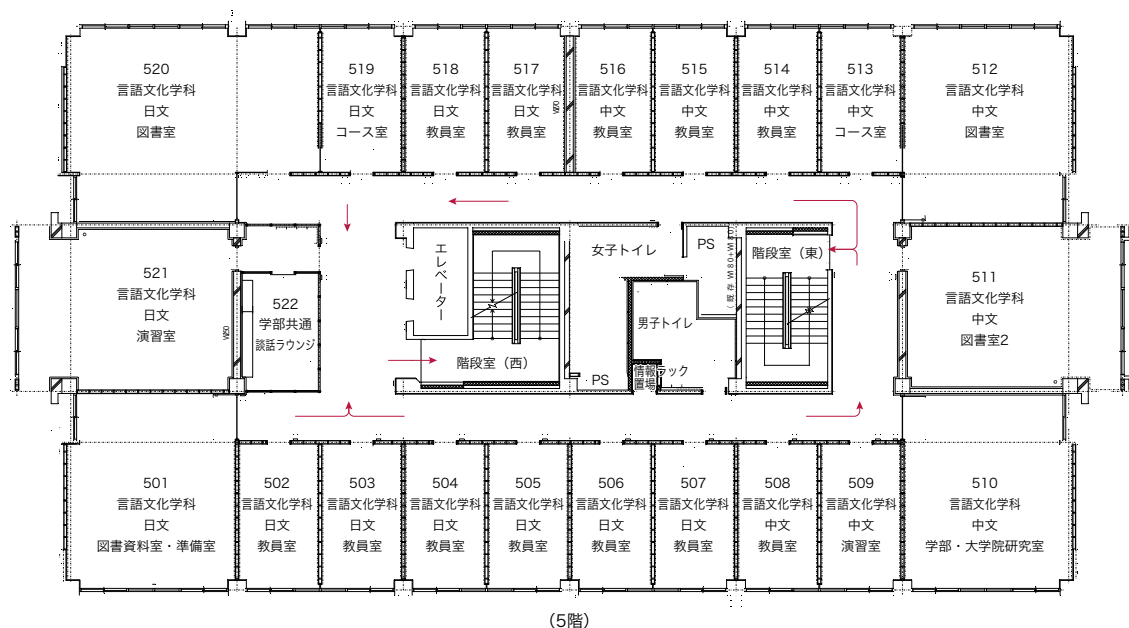 520
言語文化学科
日文
図書室
519
言語文化学科
日文
コース室
518
言語文化学科
日文
教員室
517
言語文化学科
日文
教員室
516
言語文化学科
中文
教員室
515
言語文化学科
中文
教員室
514
言語文化学科
中文
教員室
513
言語文化学科
中文
コース室
512
言語文化学科
中文
図書室
521
言語文化学科
日文
演習室
522
学部共通
談話ラウンジ
エレベーター
階段室（西）
女子トイレ
PS
男子トイレ
PS
情報ラック
置場
階段室（東）
511
言語文化学科
中文
図書室2
501
言語文化学科
日文
図書資料室・準備室
502
言語文化学科
日文
教員室
503
言語文化学科
日文
教員室
504
言語文化学科
日文
教員室
505
言語文化学科
日文
教員室
506
言語文化学科
日文
教員室
507
言語文化学科
日文
教員室
508
言語文化学科
中文
教員室
509
言語文化学科
中文
演習室
510
言語文化学科
中文
学部・大学院研究室
（5階）